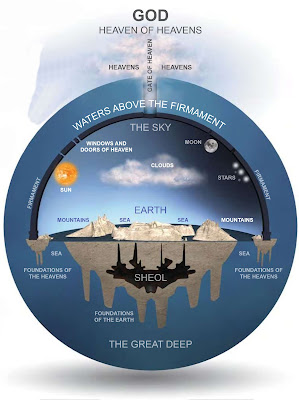 GOD
HEAVEN OF HEAVENS
GATE OF HEAVEN
HEAVENS
HEAVENS
WATERS ABOVE THE FIRMAMENT
THE SKY
WINDOWS AND
DOORS OF HEAVEN
MOON
CLOUDS
STARS
SUN
FIRMAMENT
FIRMAMENT
EARTH
MOUNTAINS
SEA
SEA
MOUNTAINS
SEA
SEA
FOUNDATIONS OF
THE HEAVENS
SHEOL
FOUNDATIONS OF
THE HEAVENS
FOUNDATIONS
OF THE EARTH
THE GREAT DEEP